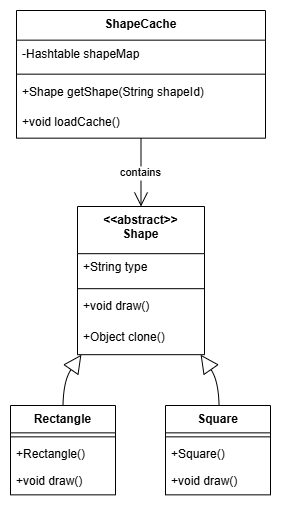 ShapeCache
-Hashtable shapeMap
+Shape getShape(String shapeId)
+void loadCache()
contains
<<abstract>>
Shape
+String type
+void draw()
+Object clone()
Rectangle
+Rectangle()
+void draw()
Square
+Square()
+void draw()